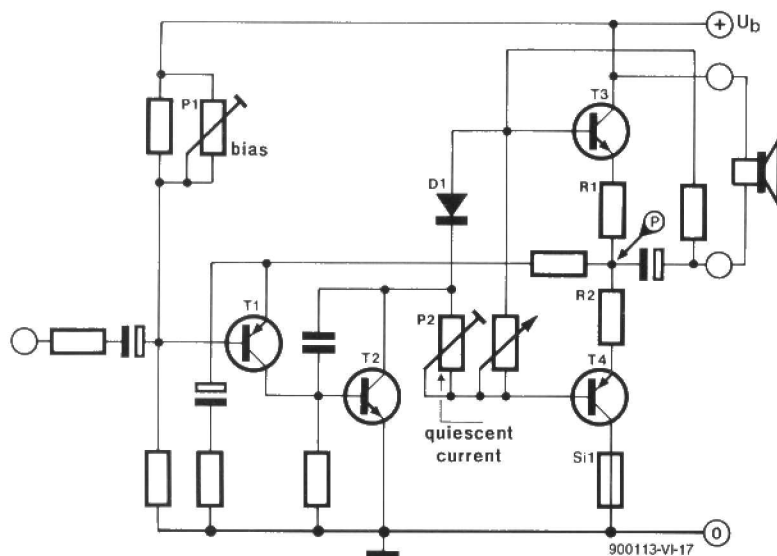 + Ub
T3
P1
bias
D1
R1
P
R2
T1
P2
T2
T4
quiescent
current
Si1
0
900113-VI-17